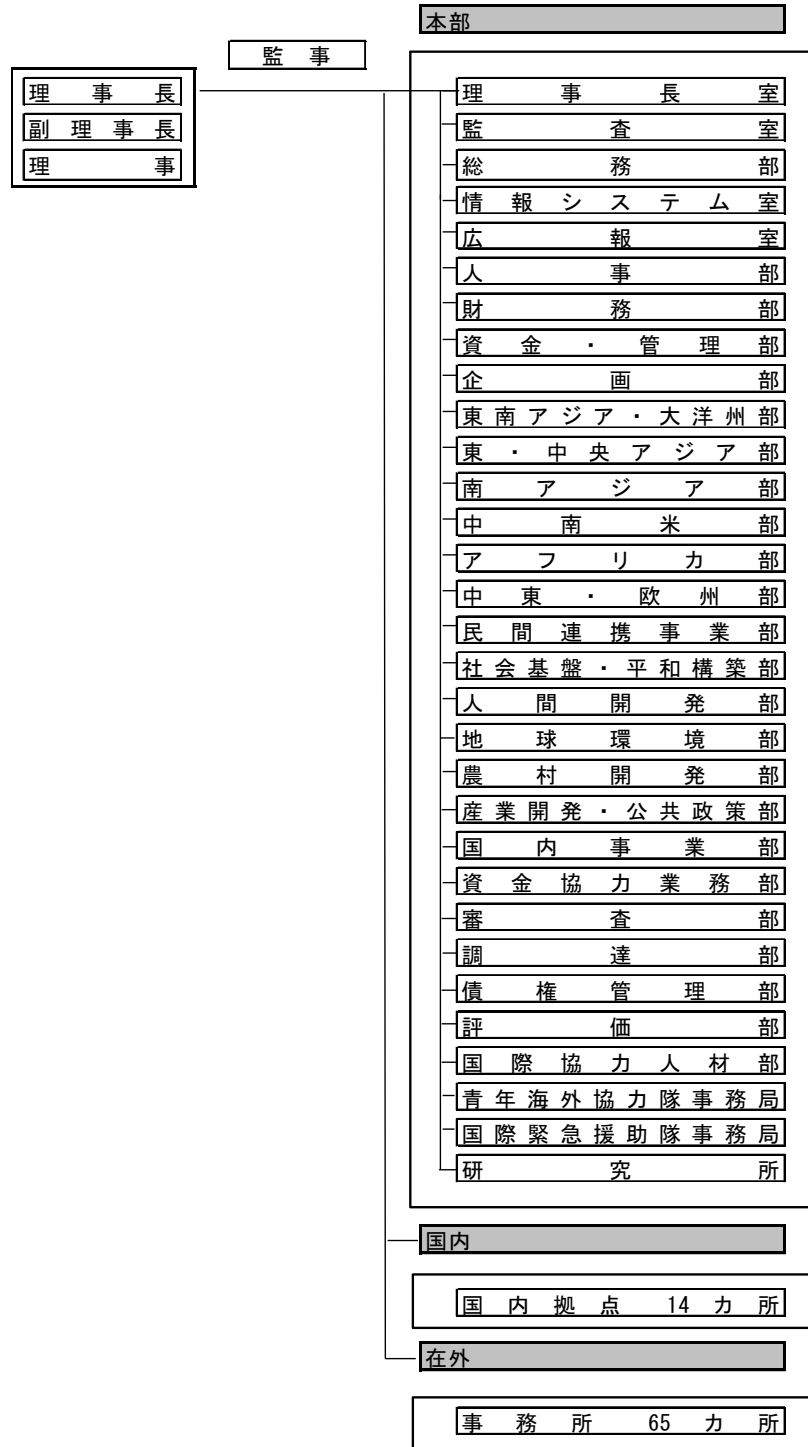 本部
監事
理事長
副理事長
理事
理事長室
監査室
総務部
情報システム室
広報室
人事部
財務部
資金・管理部
企画部
東南アジア・大洋州部
東・中央アジア部
南アジア部
中南米部
アフリカ部
中東・欧州部
民間連携事業部
社会基盤・平和構築部
人間開発部
地球環境部
農村開発部
産業開発・公共政策部
国内事業部
資金協力業務部
審査部
調達部
債権管理部
評価部
国際協力人材部
青年海外協力隊事務局
国際緊急援助隊事務局
研究所
国内
国内拠点 14カ所
在外
事務所 65カ所